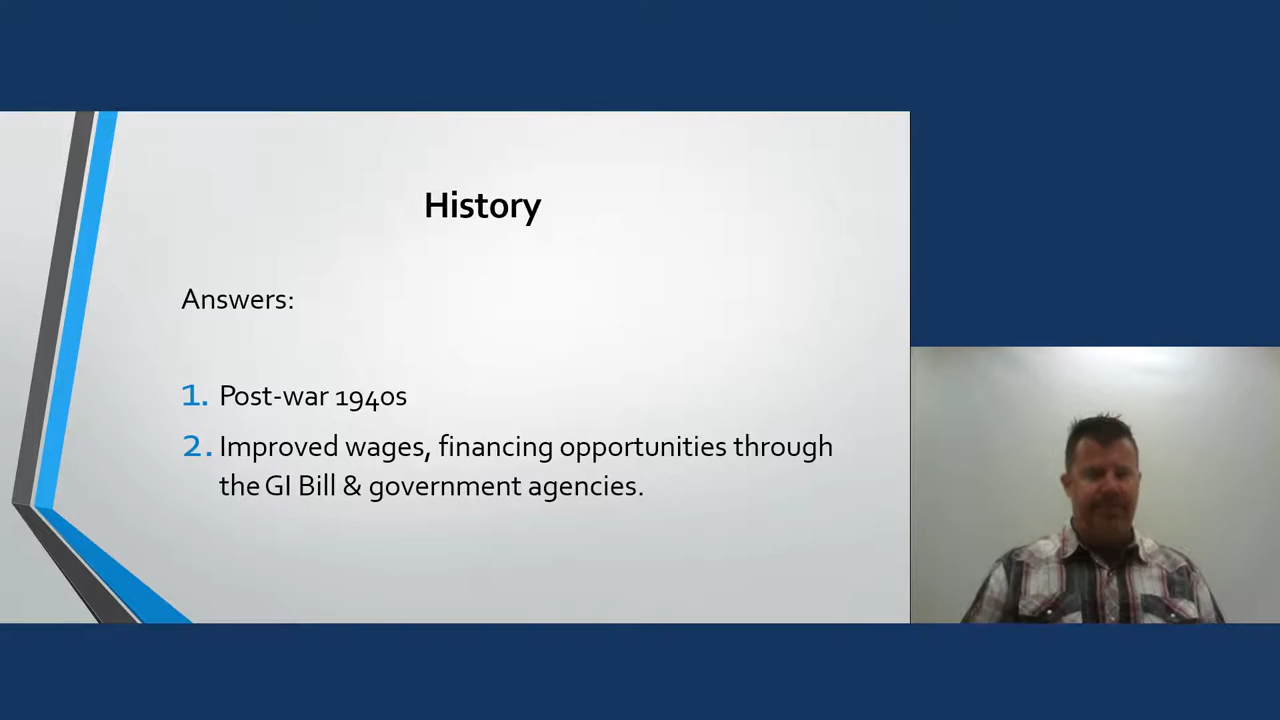 History
Answers:
1. Post-war 1940s
2. Improved wages, financing opportunities through
the GI Bill & government agencies.